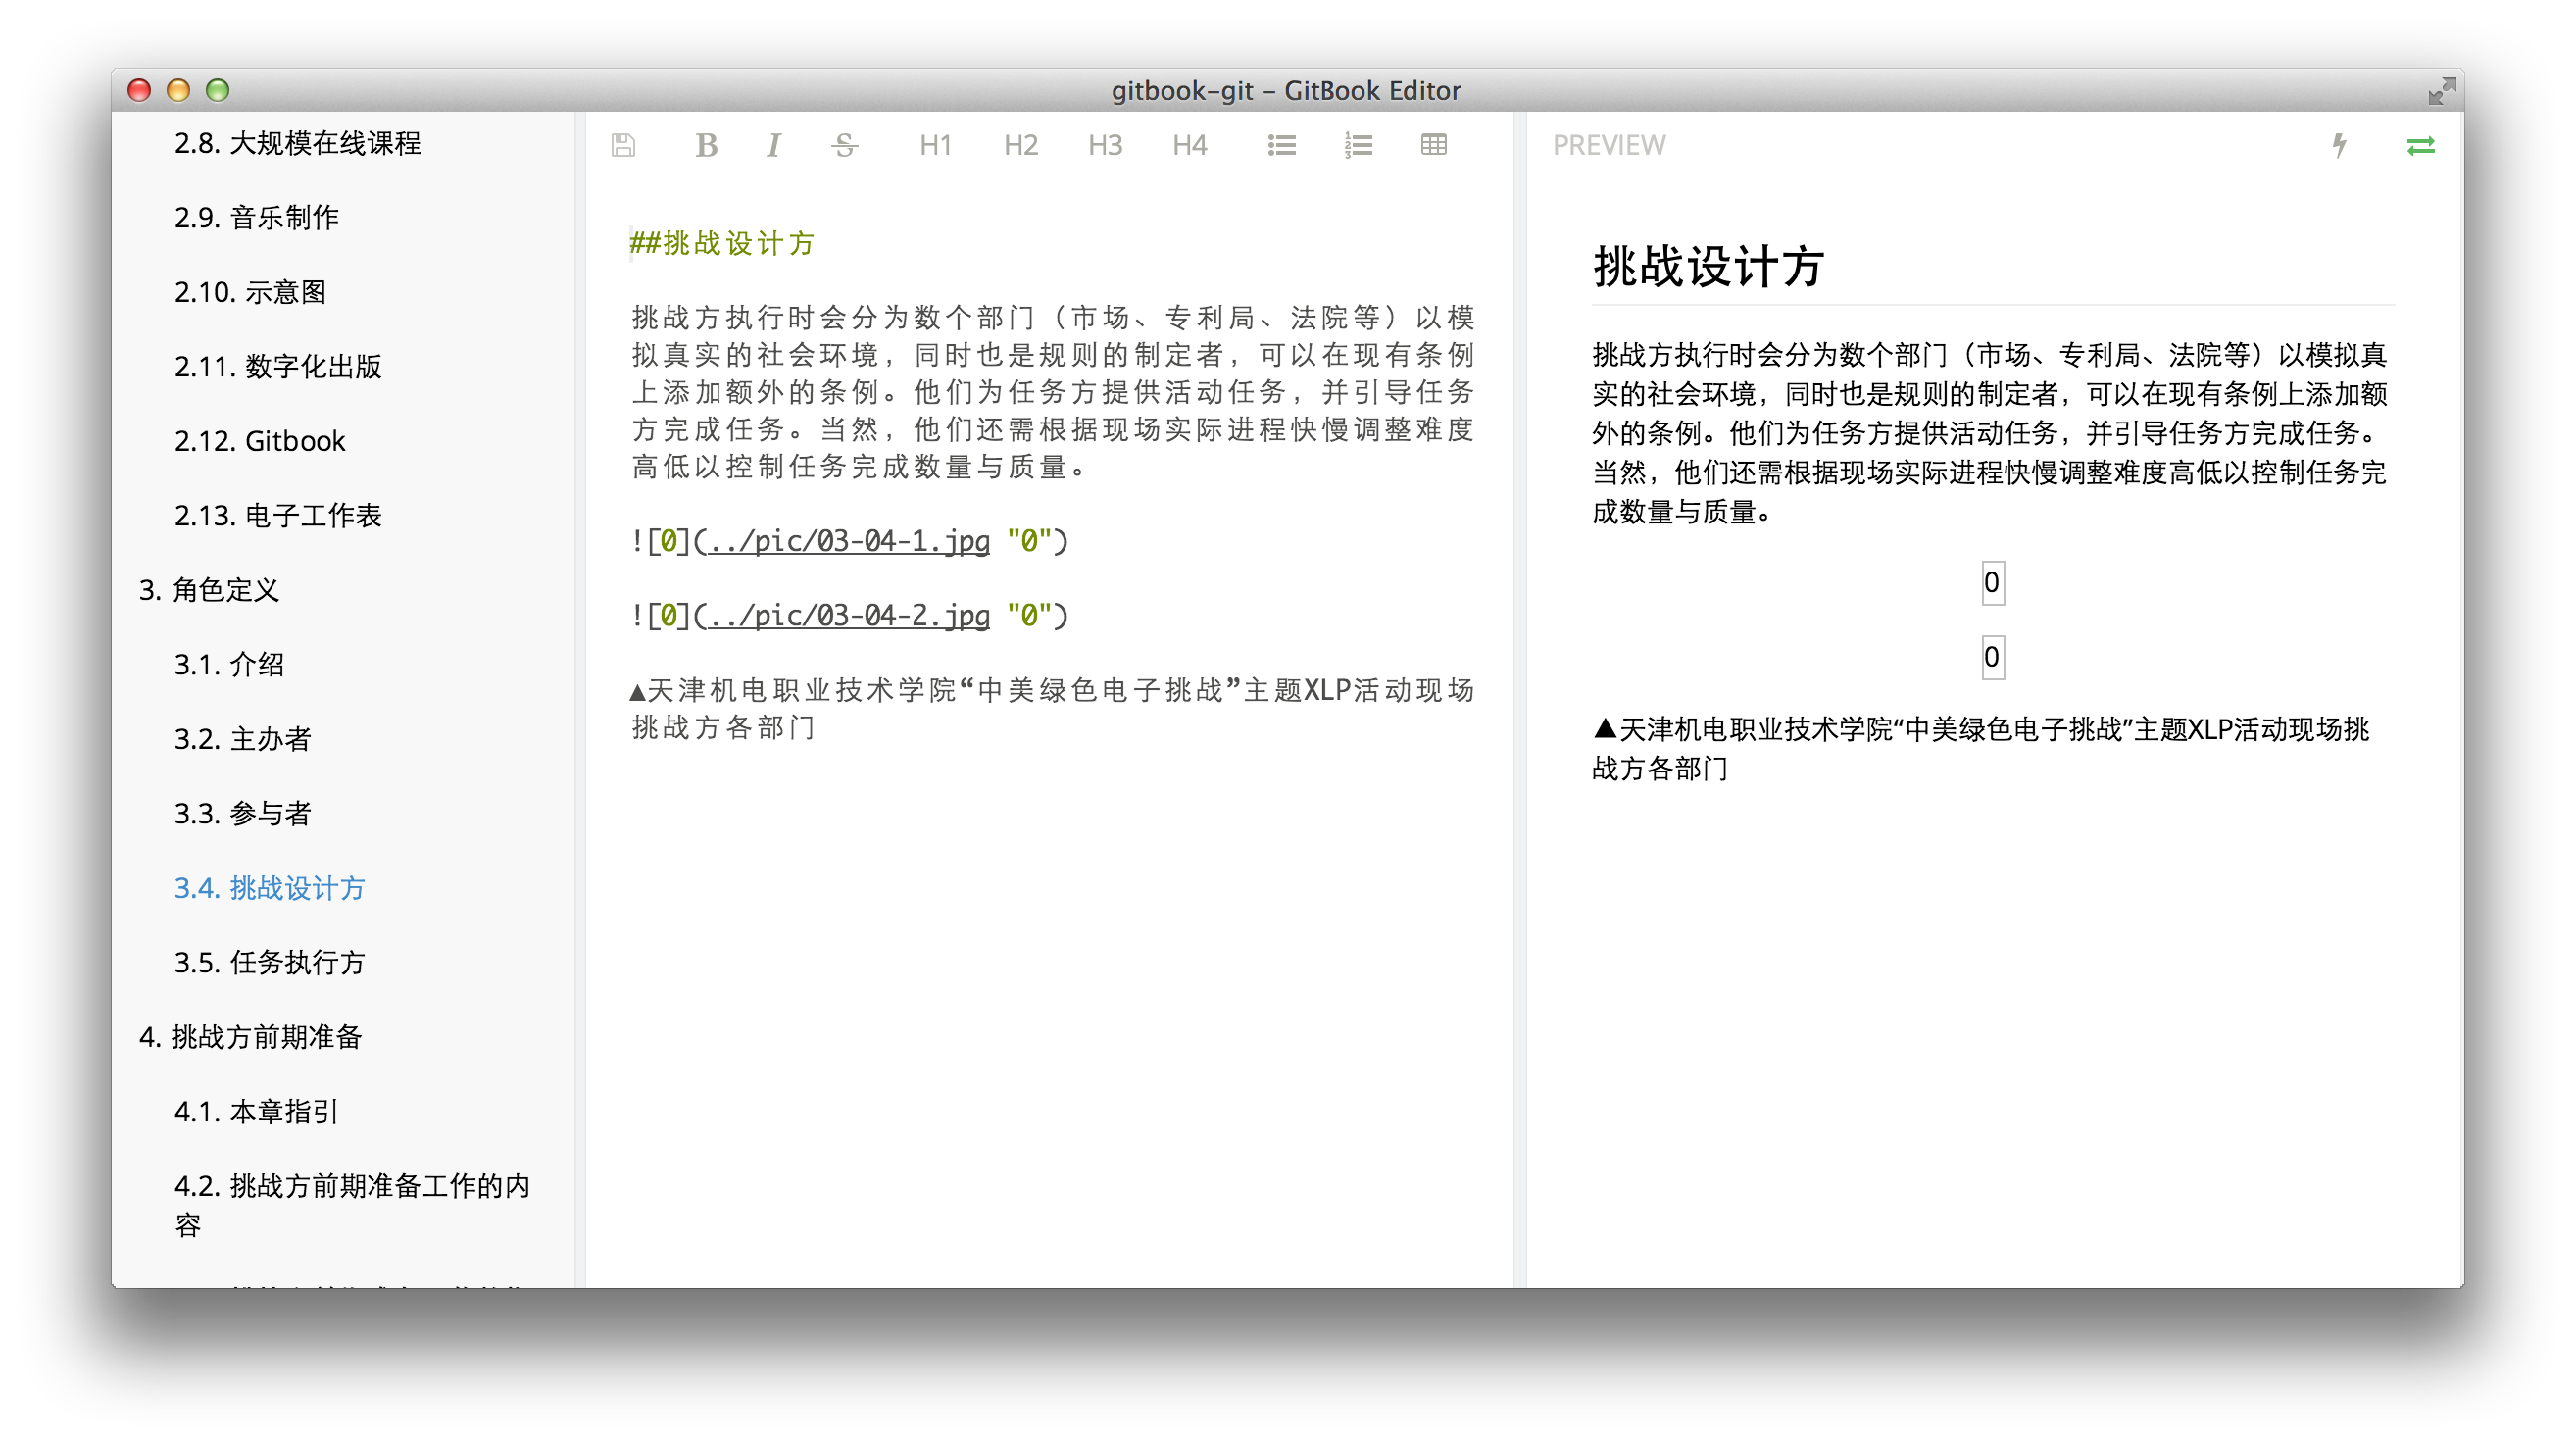 gitbook-git – GitBook Editor
2.8. 大规模在线课程
2.9. 音乐制作
2.10. 示意图
2.11. 数字化出版
2.12. Gitbook
2.13. 电子工作表
3. 角色定义
3.1. 介绍
3.2. 主办者
3.3. 参与者
3.4. 挑战设计方
3.5. 任务执行方
4. 挑战方前期准备
4.1. 本章指引
4.2. 挑战方前期准备工作的内
容
B I S H1 H2 H3 H4
##挑战设计方
挑战方执行时会分为数个部门（市场、专利局、法院等）以模
拟真实的社会环境，同时也是规则的制定者，可以在现有条例
上添加额外的条例。他们为任务方提供活动任务，并引导任务
方完成任务。当然，他们还需根据现场实际进程快慢调整难度
高低以控制任务完成数量与质量。
![0](../pic/03-04-1.jpg "0")
![0](../pic/03-04-2.jpg "0")
▲天津机电职业技术学院“中美绿色电子挑战”主题XLP活动现场
挑战方各部门
PREVIEW
挑战设计方
挑战方执行时会分为数个部门（市场、专利局、法院等）以模拟真
实的社会环境，同时也是规则的制定者，可以在现有条例上添加额
外的条例。他们为任务方提供活动任务，并引导任务方完成任务。
当然，他们还需根据现场实际进程快慢调整难度高低以控制任务完
成数量与质量。
0
0
▲天津机电职业技术学院“中美绿色电子挑战”主题XLP活动现场挑
战方各部门